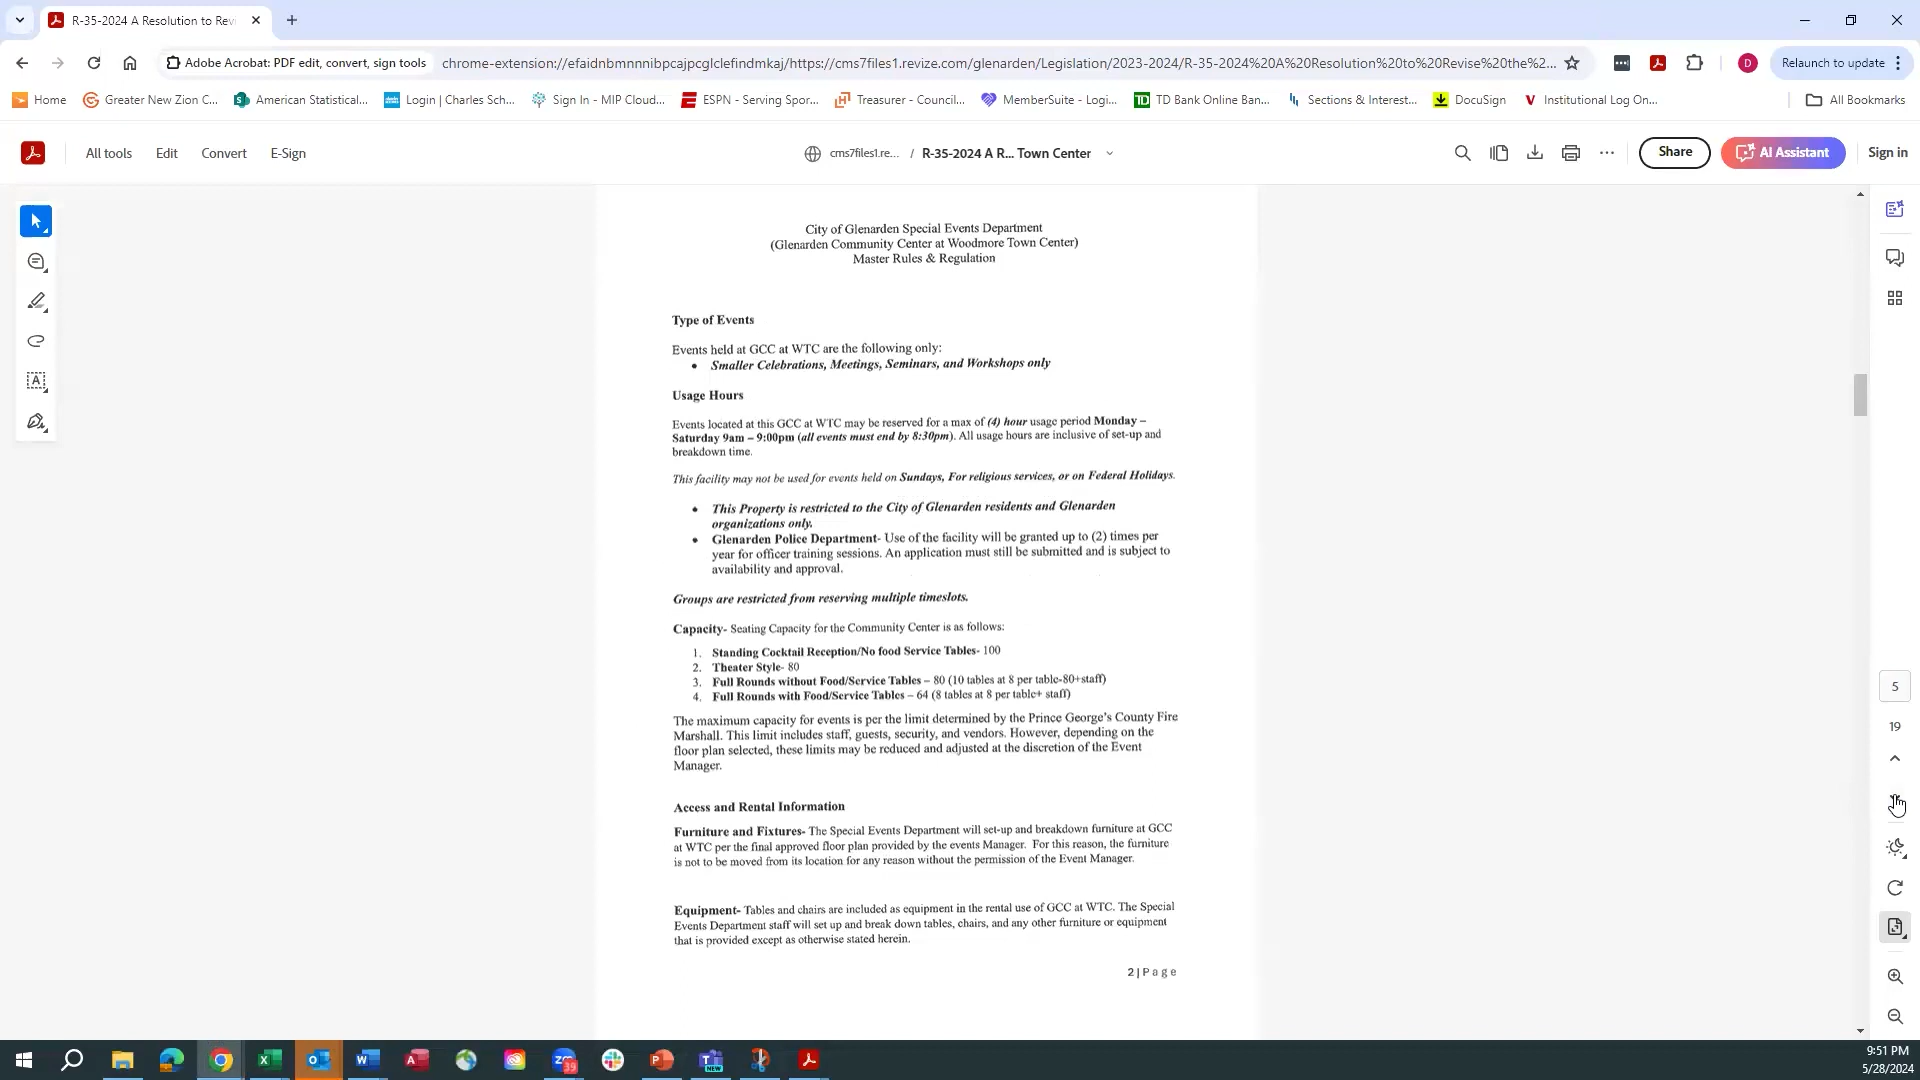 R-35-2024 A Resolution to Rev
Adobe Acrobat: PDF edit, convert, sign tools
chrome-extension://efaidnbmnnnibpcajpcglclefindmkaj/https://cms7files1.revize.com/glenarden/Legislation/2023-2024/R-35-2024%20A%20Resolution%20to%20Revise%20the%2...
D
Relaunch to update
Home
Greater New Zion C...
American Statistical...
Login | Charles Sch...
Sign In - MIP Cloud...
ESPN - Serving Spor...
Treasurer - Council...
MemberSuite - Logi...
TD Bank Online Ban...
Sections & Interest...
DocuSign
Institutional Log On...
All Bookmarks
All tools
Edit
Convert
E-Sign
cms7files1.re... / R-35-2024 A R... Town Center
Share
AI Assistant
Sign in
City of Glenarden Special Events Department
(Glenarden Community Center at Woodmore Town Center)
Master Rules & Regulation
Type of Events
Events held at GCC at WTC are the following only:
• Smaller Celebrations, Meetings, Seminars, and Workshops only
Usage Hours
Events located at this GCC at WTC may be reserved for a max of (4) hour usage period Monday –
Saturday 9am – 9:00pm (all events must end by 8:30pm). All usage hours are inclusive of set-up and
breakdown time.
This facility may not be used for events held on Sundays, For religious services, or on Federal Holidays.
• This Property is restricted to the City of Glenarden residents and Glenarden
organizations only.
• Glenarden Police Department- Use of the facility will be granted up to (2) times per
year for officer training sessions. An application must still be submitted and is subject to
availability and approval.
Groups are restricted from reserving multiple timeslots.
Capacity- Seating Capacity for the Community Center is as follows:
1. Standing Cocktail Reception/No food Service Tables- 100
2. Theater Style- 80
3. Full Rounds without Food/Service Tables – 80 (10 tables at 8 per table-80+staff)
4. Full Rounds with Food/Service Tables – 64 (8 tables at 8 per table+ staff)
The maximum capacity for events is per the limit determined by the Prince George's County Fire
Marshall. This limit includes staff, guests, security, and vendors. However, depending on the
floor plan selected, these limits may be reduced and adjusted at the discretion of the Event
Manager.
Access and Rental Information
Furniture and Fixtures- The Special Events Department will set-up and breakdown furniture at GCC
at WTC per the final approved floor plan provided by the events Manager. For this reason, the furniture
is not to be moved from its location for any reason without the permission of the Event Manager.
Equipment- Tables and chairs are included as equipment in the rental use of GCC at WTC. The Special
Events Department staff will set up and break down tables, chairs, and any other furniture or equipment
that is provided except as otherwise stated herein.
2 | P a g e
5
19
39
NEW
9:51 PM
5/28/2024